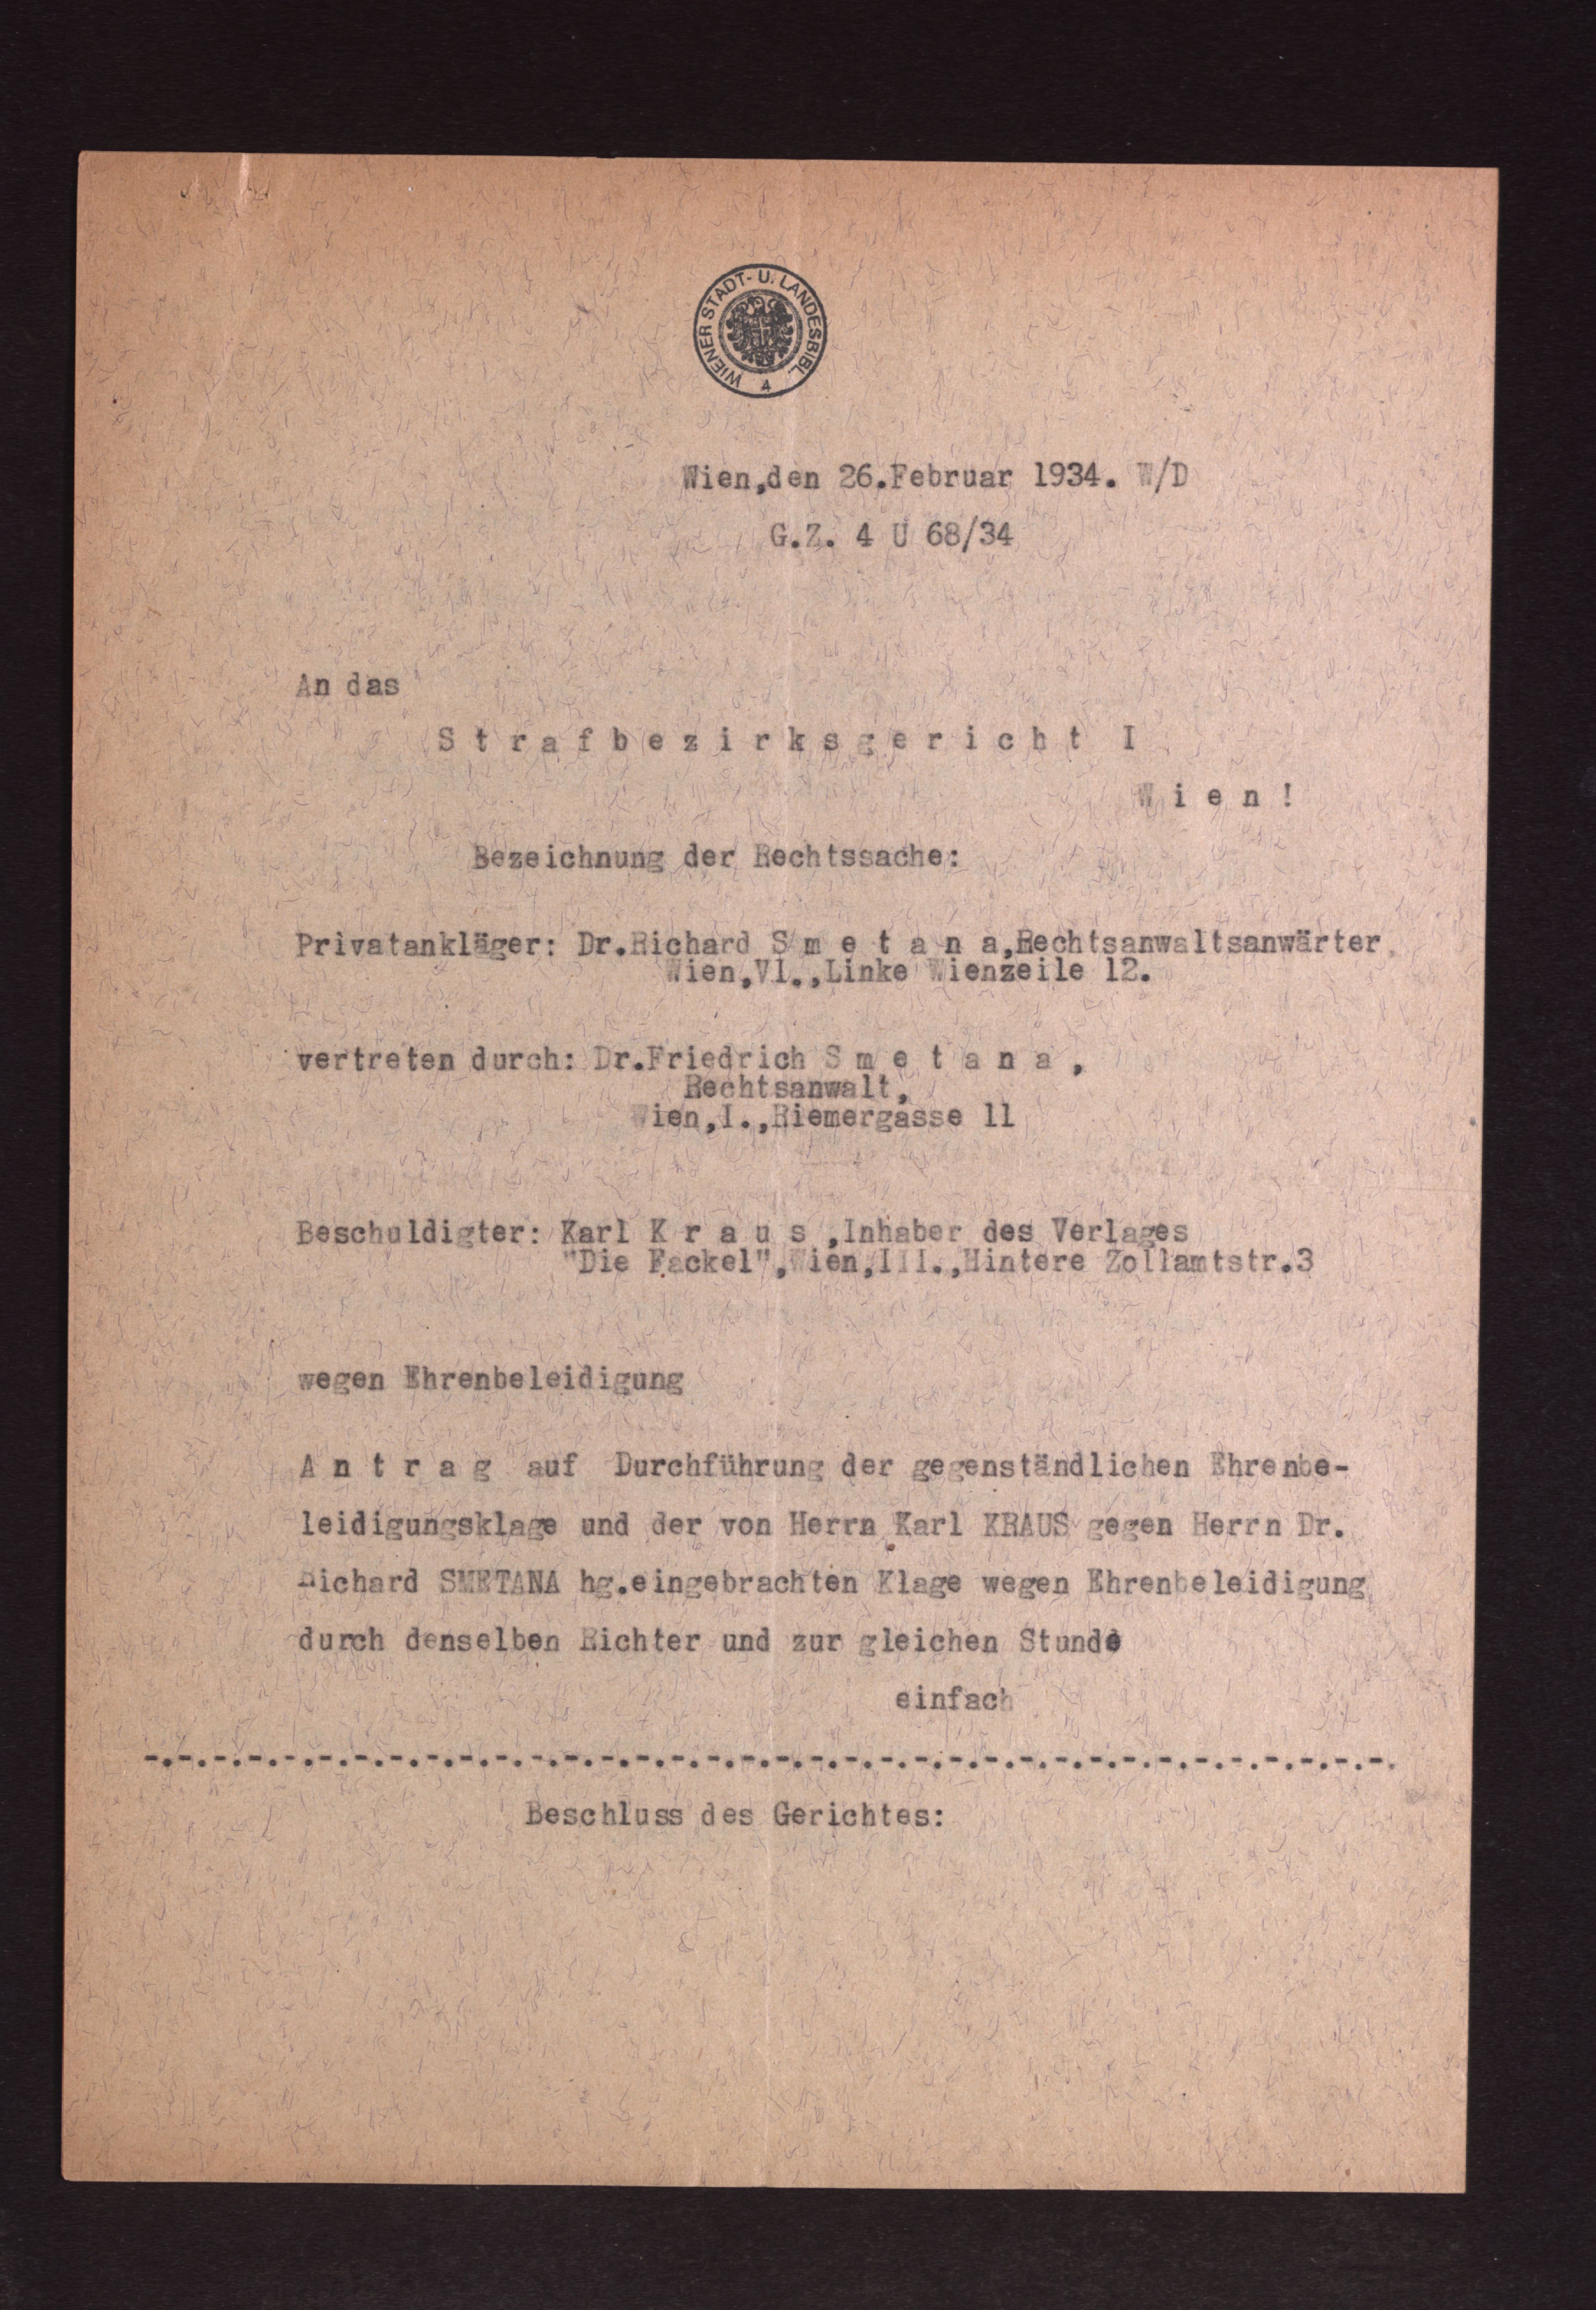 WIENER STADT- U. LANDESBIBL.
4
Wien,den 26.Februar 1934. W/D
G.Z. 4 U 68/34
An das
S t r a f b e z i r k s g e r i c h t I
W i e n !
Bezeichnung der Rechtssache:
Privatankläger: Dr.Richard S m e t a n a,Rechtsanwaltsanwärter
Wien,VI.,Linke Wienzeile 12.
vertreten durch: Dr.Friedrich S m e t a n a ,
Rechtsanwalt,
Wien,I.,Riemergasse 11
Beschuldigter: Karl K r a u s ,Inhaber des Verlages
"Die Fackel",Wien,III.,Hintere Zollamtstr.3
wegen Ehrenbeleidigung
A n t r a g auf Durchführung der gegenständlichen Ehrenbe-
leidigungsklage und der von Herrn Karl KRAUS gegen Herrn Dr.
Richard SMETANA hg.eingebrachten Klage wegen Ehrenbeleidigung
durch denselben Richter und zur gleichen Stunde
einfach
-.-.-.-.-.-.-.-.-.-.-.-.-.-.-.-.-.-.-.-.-.-.-.-.-.-.-.-.-.-.-.-.-.-.-.-.
Beschluss des Gerichtes: